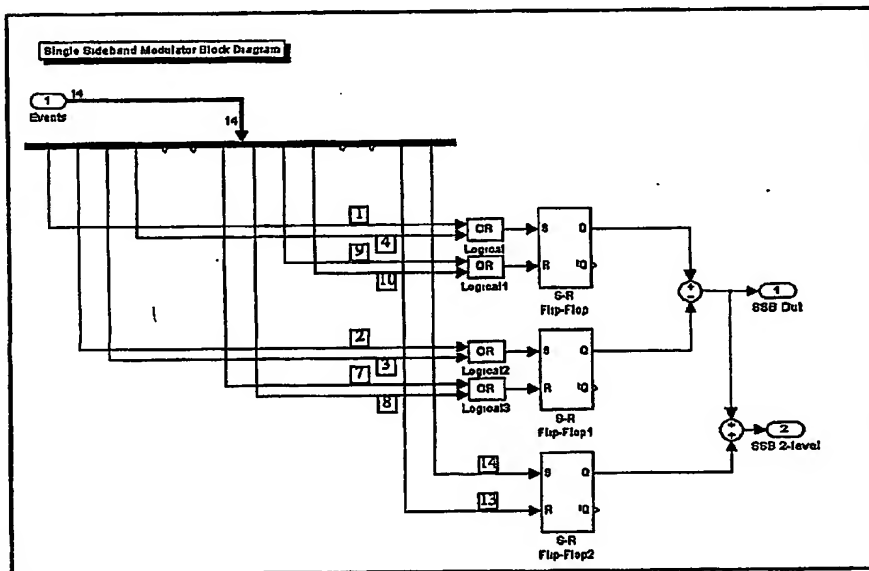 Single Sideband Modulator Block Diagram
1
14
Events
14
1
4
OR
Logical
S Q
9
10
OR
Logical1
R !Q
S-R
Flip-Flop
+
-
1
SSB Out
2
3
OR
Logical2
S Q
7
8
OR
Logical3
R !Q
S-R
Flip-Flop1
+
+
2
SSB 2-level
14
S Q
13
R !Q
S-R
Flip-Flop2